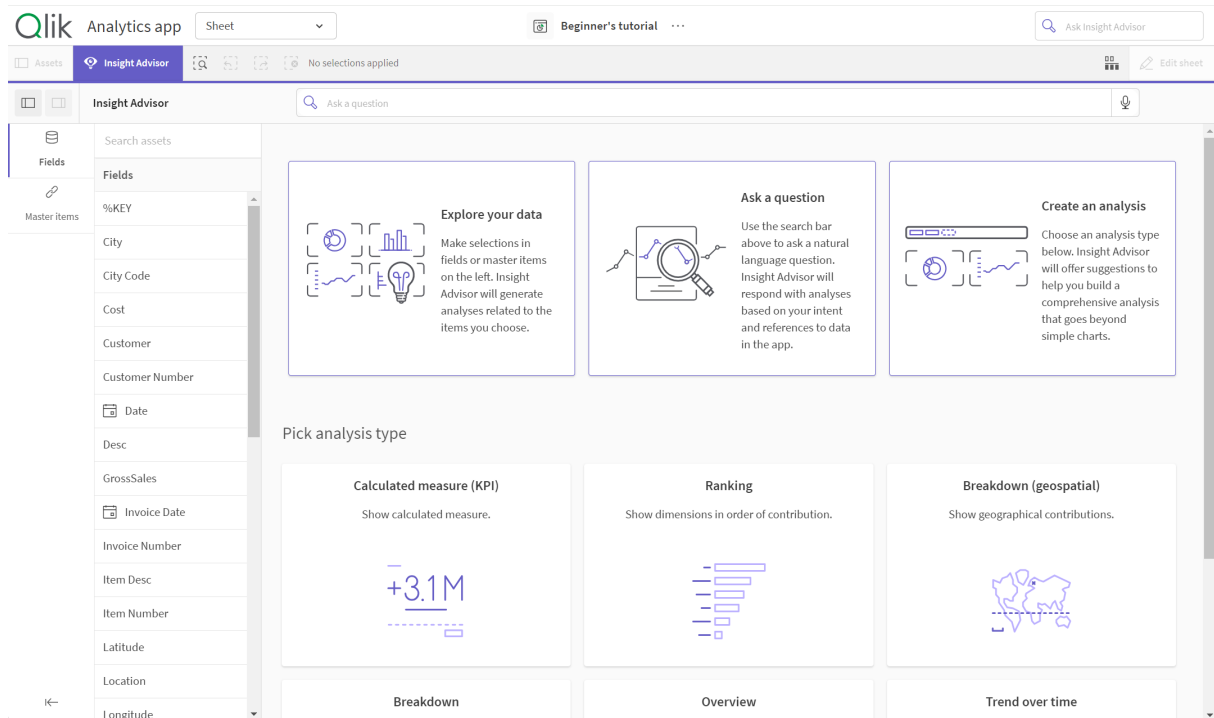 Qlik Analytics app Sheet Beginner's tutorial ··· Ask Insight Advisor
Assets Insight Advisor No selections applied Edit sheet
Insight Advisor Ask a question
Fields
Master items
Search assets
Fields
%KEY
City
City Code
Cost
Customer
Customer Number
Date
Desc
GrossSales
Invoice Date
Invoice Number
Item Desc
Item Number
Latitude
Location
Longitude
Explore your data
Make selections in
fields or master items
on the left. Insight
Advisor will generate
analyses related to the
items you choose.
Ask a question
Use the search bar
above to ask a natural
language question.
Insight Advisor will
respond with analyses
based on your intent
and references to data
in the app.
Create an analysis
Choose an analysis type
below. Insight Advisor
will offer suggestions to
help you build a
comprehensive analysis
that goes beyond
simple charts.
Pick analysis type
Calculated measure (KPI)
Show calculated measure.
+3.1M
Ranking
Show dimensions in order of contribution.
Breakdown (geospatial)
Show geographical contributions.
Breakdown
Overview
Trend over time